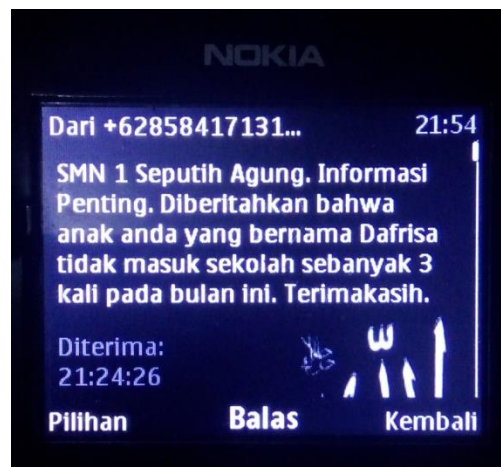 NOKIA
Dari +62858417131... 21:54
SMN 1 Seputih Agung. Informasi
Penting. Diberitahkan bahwa
anak anda yang bernama Dafrisa
tidak masuk sekolah sebanyak 3
kali pada bulan ini. Terimakasih.
Diterima:
21:24:26
Pilihan Balas Kembali